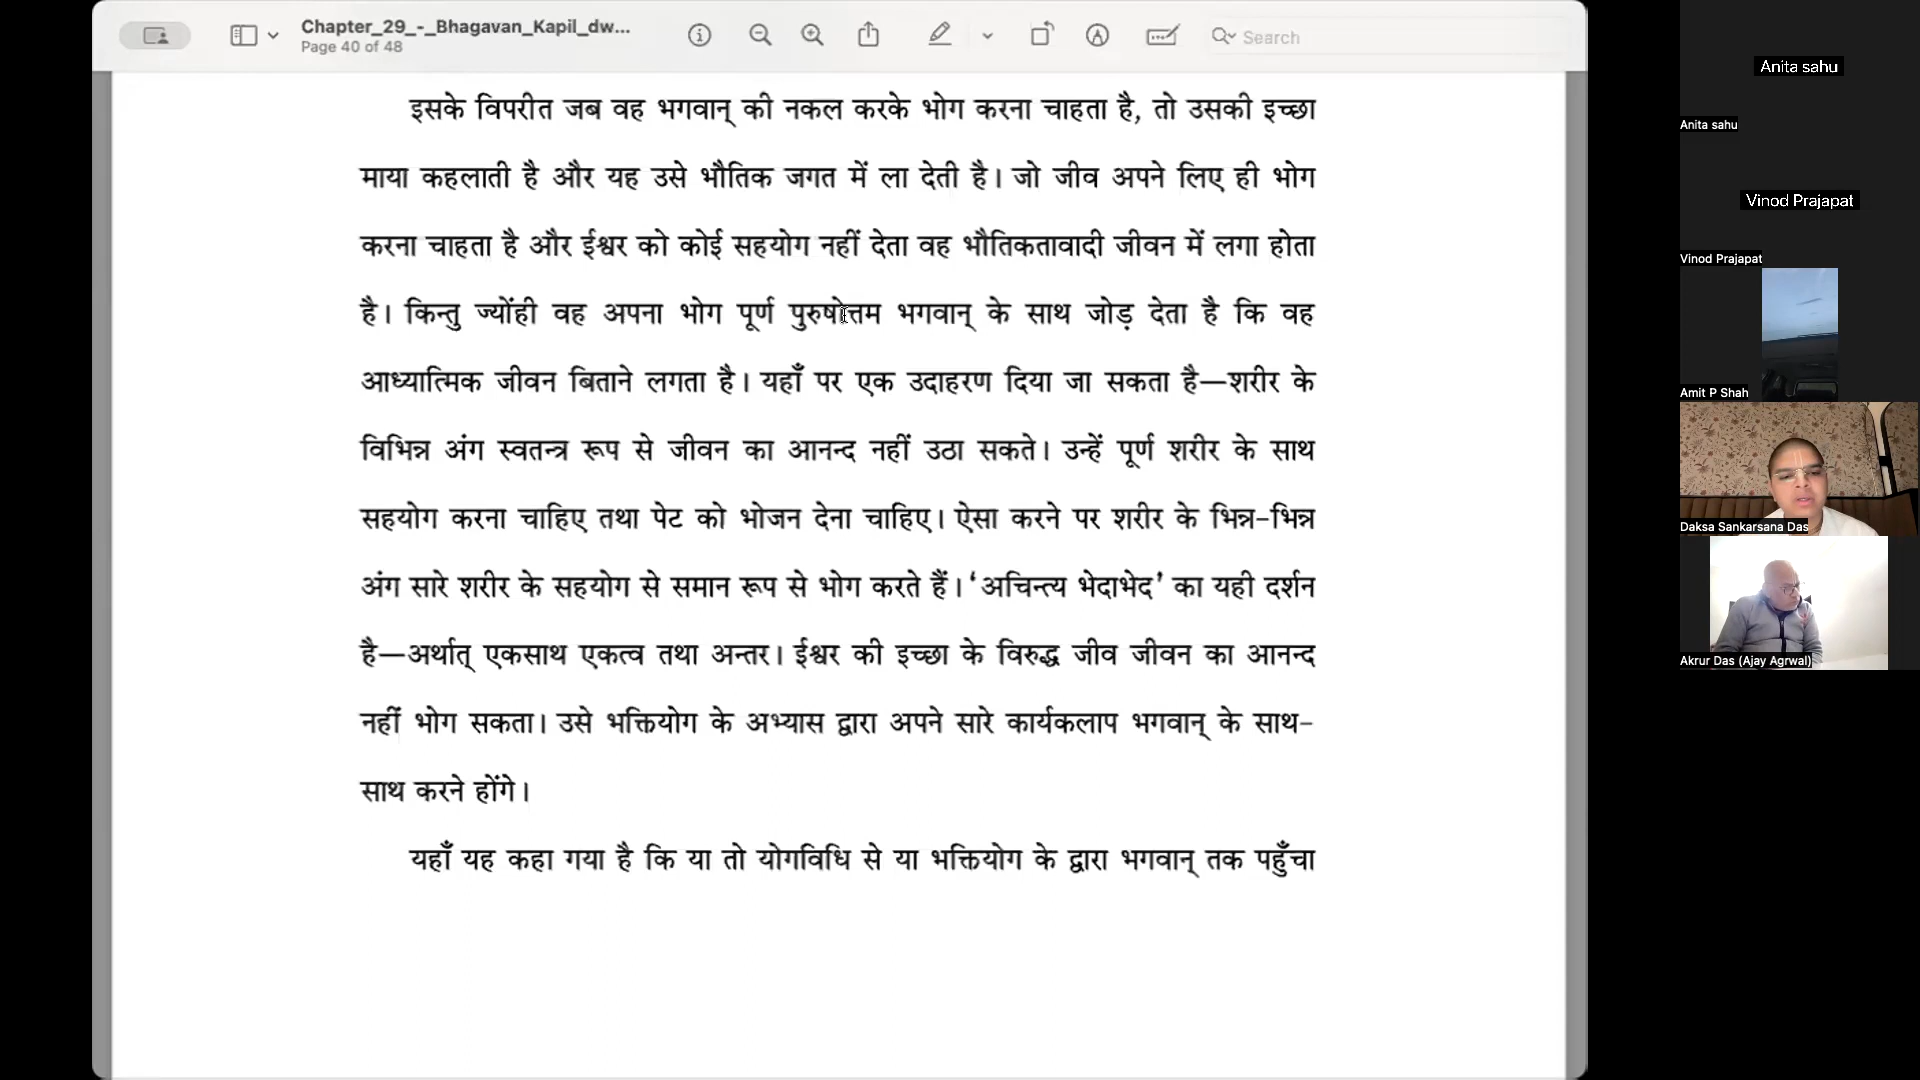 Chapter_29_-_Bhagavan_Kapil_dw...
Page 40 of 48
Search
इसके विपरीत जब वह भगवान् की नकल करके भोग करना चाहता है, तो उसकी इच्छा
माया कहलाती है और यह उसे भौतिक जगत में ला देती है। जो जीव अपने लिए ही भोग
करना चाहता है और ईश्वर को कोई सहयोग नहीं देता वह भौतिकतावादी जीवन में लगा होता
है। किन्तु ज्योंही वह अपना भोग पूर्ण पुरुषोत्तम भगवान् के साथ जोड़ देता है कि वह
आध्यात्मिक जीवन बिताने लगता है। यहाँ पर एक उदाहरण दिया जा सकता है—शरीर के
विभिन्न अंग स्वतन्त्र रूप से जीवन का आनन्द नहीं उठा सकते। उन्हें पूर्ण शरीर के साथ
सहयोग करना चाहिए तथा पेट को भोजन देना चाहिए। ऐसा करने पर शरीर के भिन्न-भिन्न
अंग सारे शरीर के सहयोग से समान रूप से भोग करते हैं। ‘अचिन्त्य भेदाभेद’ का यही दर्शन
है—अर्थात् एकसाथ एकत्व तथा अन्तर। ईश्वर की इच्छा के विरुद्ध जीव जीवन का आनन्द
नहीं भोग सकता। उसे भक्तियोग के अभ्यास द्वारा अपने सारे कार्यकलाप भगवान् के साथ-
साथ करने होंगे।
यहाँ यह कहा गया है कि या तो योगविधि से या भक्तियोग के द्वारा भगवान् तक पहुँचा
Anita sahu
Anita sahu
Vinod Prajapat
Vinod Prajapat
Amit P Shah
Daksa Sankarsana Das
Akrur Das (Ajay Agrwal)